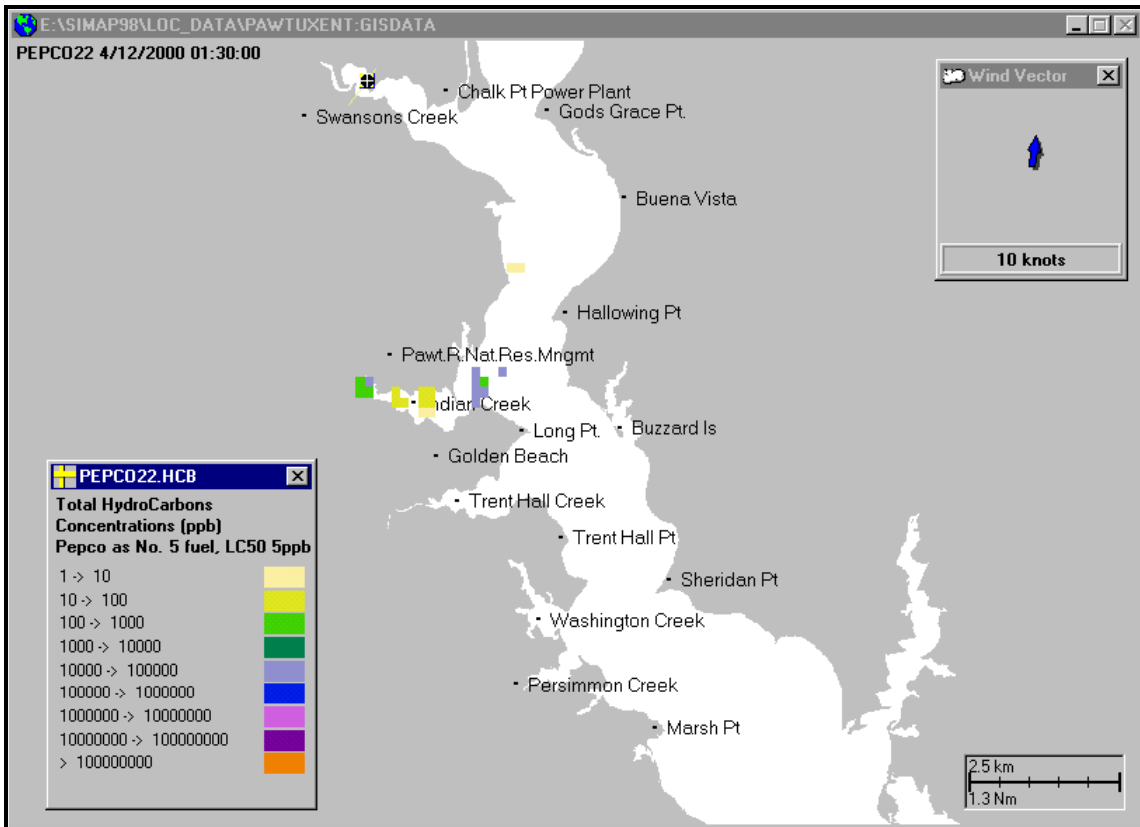 E:\SIMAP98\LOC_DATA\PAWTUXENT:GISDATA
PEPCO22 4/12/2000 01:30:00
Wind Vector
10 knots
Chalk Pt Power Plant
Gods Grace Pt.
Swansons Creek
Buena Vista
Hallowing Pt
Pawt.R.Nat.Res.Mngmt
Indian Creek
Long Pt.
Buzzard Is
Golden Beach
Trent Hall Creek
Trent Hall Pt
Sheridan Pt
Washington Creek
Persimmon Creek
Marsh Pt
PEPCO22.HCB
Total HydroCarbons
Concentrations (ppb)
Pepco as No. 5 fuel, LC50 5ppb
1 -> 10
10 -> 100
100 -> 1000
1000 -> 10000
10000 -> 100000
100000 -> 1000000
1000000 -> 10000000
10000000 -> 100000000
> 100000000
2.5 km
1.3 Nm